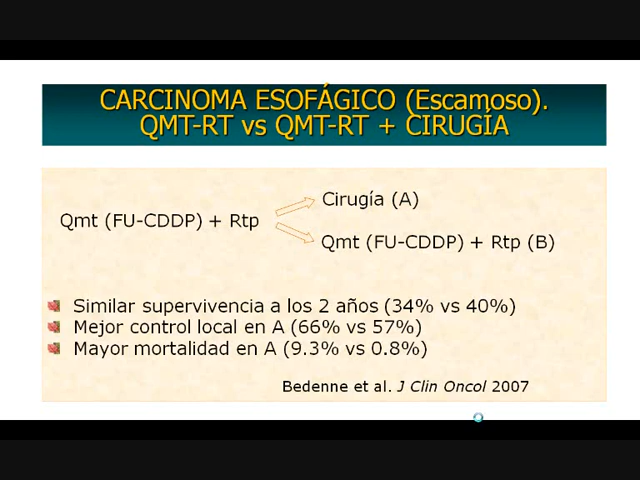 CARCINOMA ESOFÁGICO (Escamoso).
QMT-RT vs QMT-RT + CIRUGÍA
Cirugía (A)
Qmt (FU-CDDP) + Rtp
Qmt (FU-CDDP) + Rtp (B)
Similar supervivencia a los 2 años (34% vs 40%)
Mejor control local en A (66% vs 57%)
Mayor mortalidad en A (9.3% vs 0.8%)
Bedenne et al. J Clin Oncol 2007